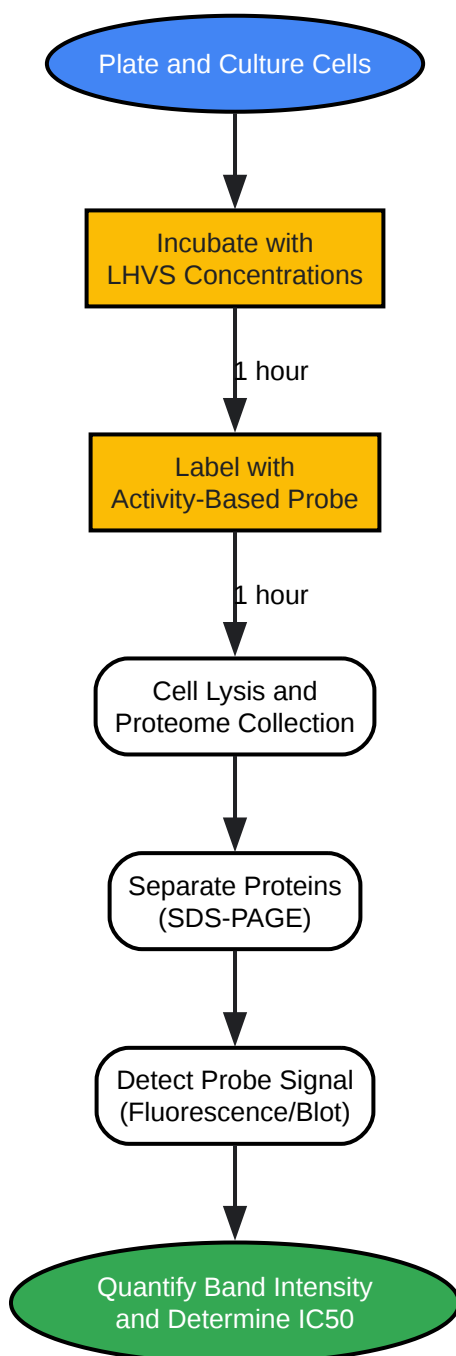 Plate and Culture Cells
Incubate with
LHVS Concentrations
1 hour
Label with
Activity-Based Probe
1 hour
Cell Lysis and
Proteome Collection
Separate Proteins
(SDS-PAGE)
Detect Probe Signal
(Fluorescence/Blot)
Quantify Band Intensity
and Determine IC50